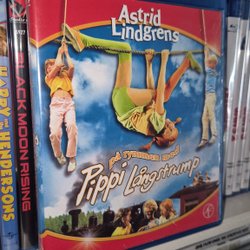 Astrid
Lindgrens
på rymmen med
Pippi Långstrump
BLACK MOON RISING
HARRY AND THE HENDERSONS